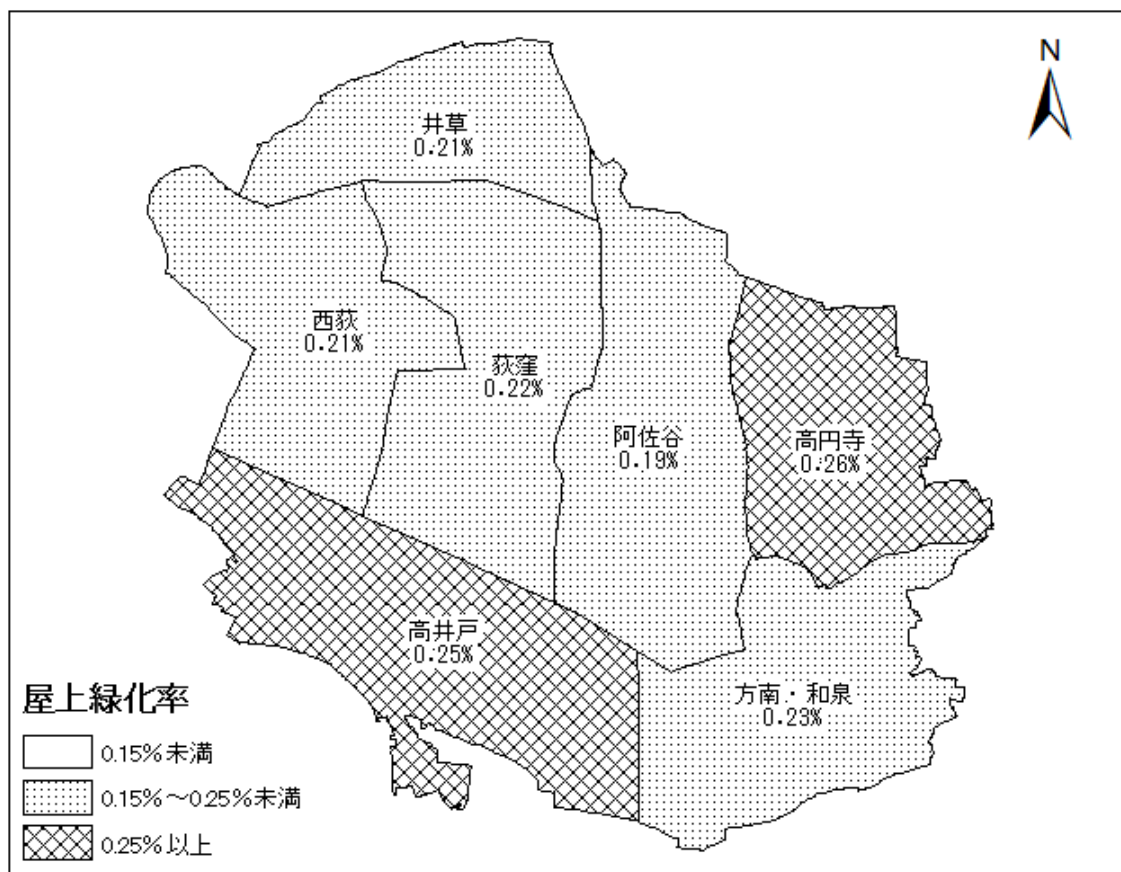 N
井草
0.21%
西荻
0.21%
荻窪
0.22%
阿佐谷
0.19%
高円寺
0.26%
高井戸
0.25%
方南・和泉
0.23%
屋上緑化率
0.15%未満
0.15%～0.25%未満
0.25%以上